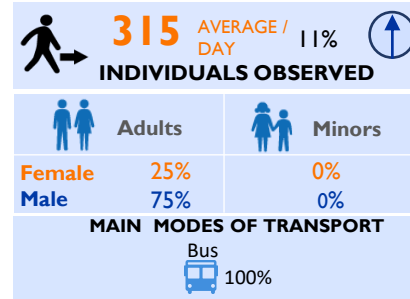 315 AVERAGE / DAY 11%
INDIVIDUALS OBSERVED
Adults Minors
Female 25% 0%
Male 75% 0%
MAIN MODES OF TRANSPORT
Bus
100%